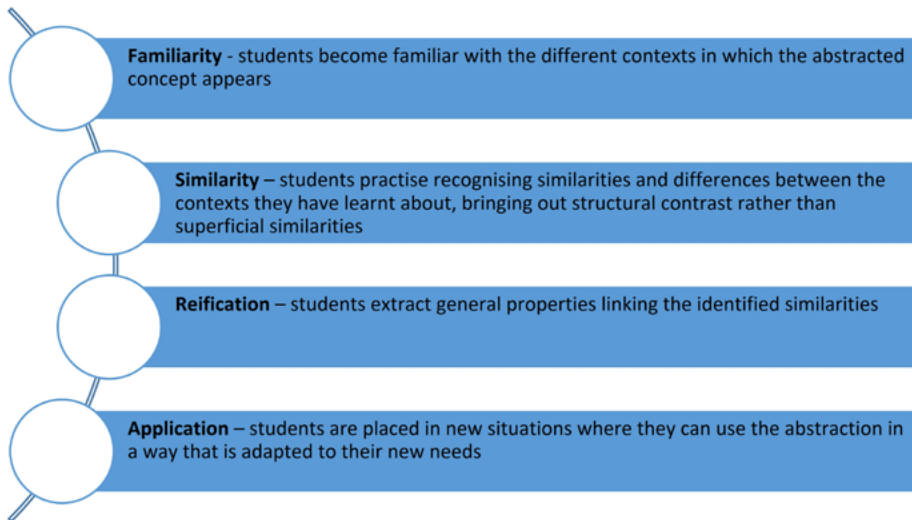 Familiarity - students become familiar with the different contexts in which the abstracted
concept appears
Similarity – students practise recognising similarities and differences between the
contexts they have learnt about, bringing out structural contrast rather than
superficial similarities
Reification – students extract general properties linking the identified similarities
Application – students are placed in new situations where they can use the abstraction in
a way that is adapted to their new needs